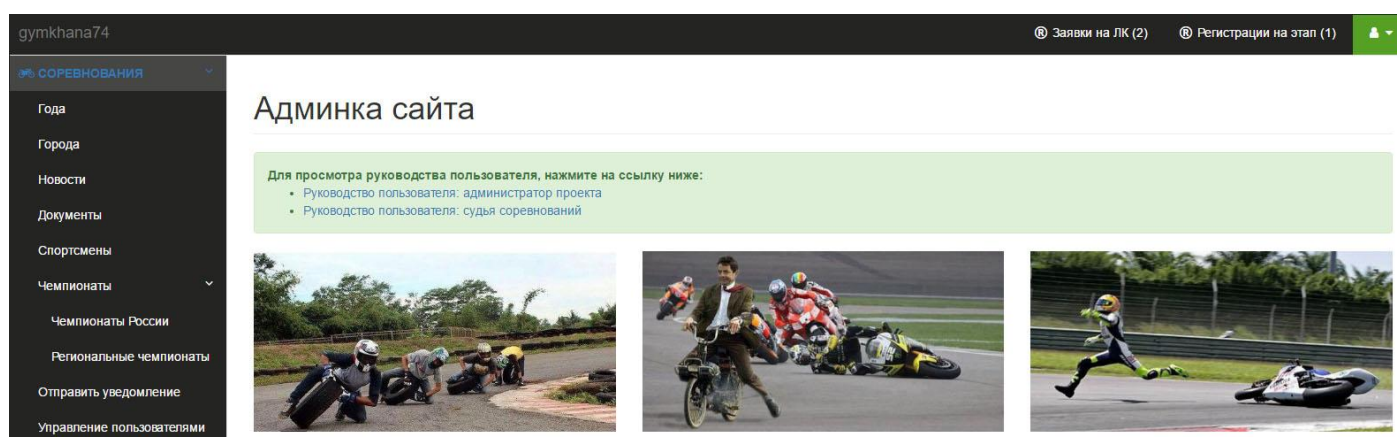 gymkhana74
® Заявки на ЛК (2)
® Регистрации на этап (1)
СОРЕВНОВАНИЯ
Года
Города
Новости
Документы
Спортсмены
Чемпионаты
Чемпионаты России
Региональные чемпионаты
Отправить уведомление
Управление пользователями
Админка сайта
Для просмотра руководства пользователя, нажмите на ссылку ниже:
• Руководство пользователя: администратор проекта
• Руководство пользователя: судья соревнований